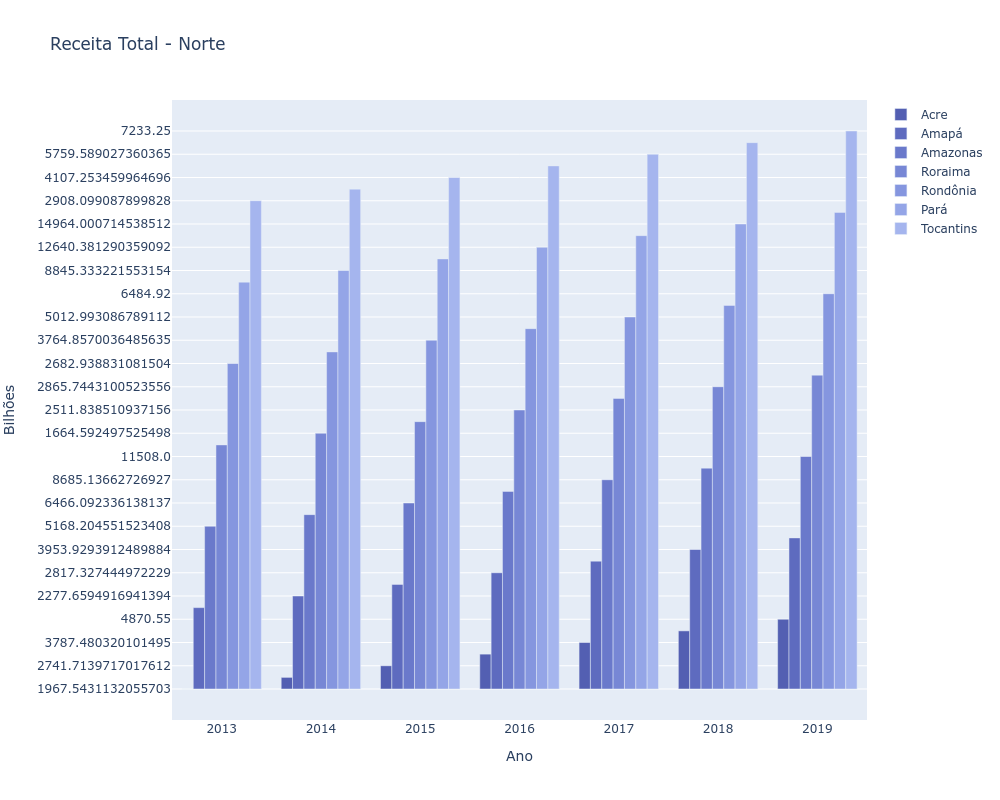 Receita Total - Norte
7233.25
5759.589027360365
4107.253459964696
2908.099087899828
14964.000714538512
12640.381290359092
8845.333221553154
6484.92
5012.993086789112
3764.8570036485635
2682.938831081504
2865.7443100523556
2511.838510937156
1664.592497525498
11508.0
8685.13662726927
6466.092336138137
5168.204551523408
3953.9293912489884
2817.327444972229
2277.6594916941394
4870.55
3787.480320101495
2741.7139717017612
1967.5431132055703
Bilhões
2013 2014 2015 2016 2017 2018 2019
Ano
Acre
Amapá
Amazonas
Roraima
Rondônia
Pará
Tocantins